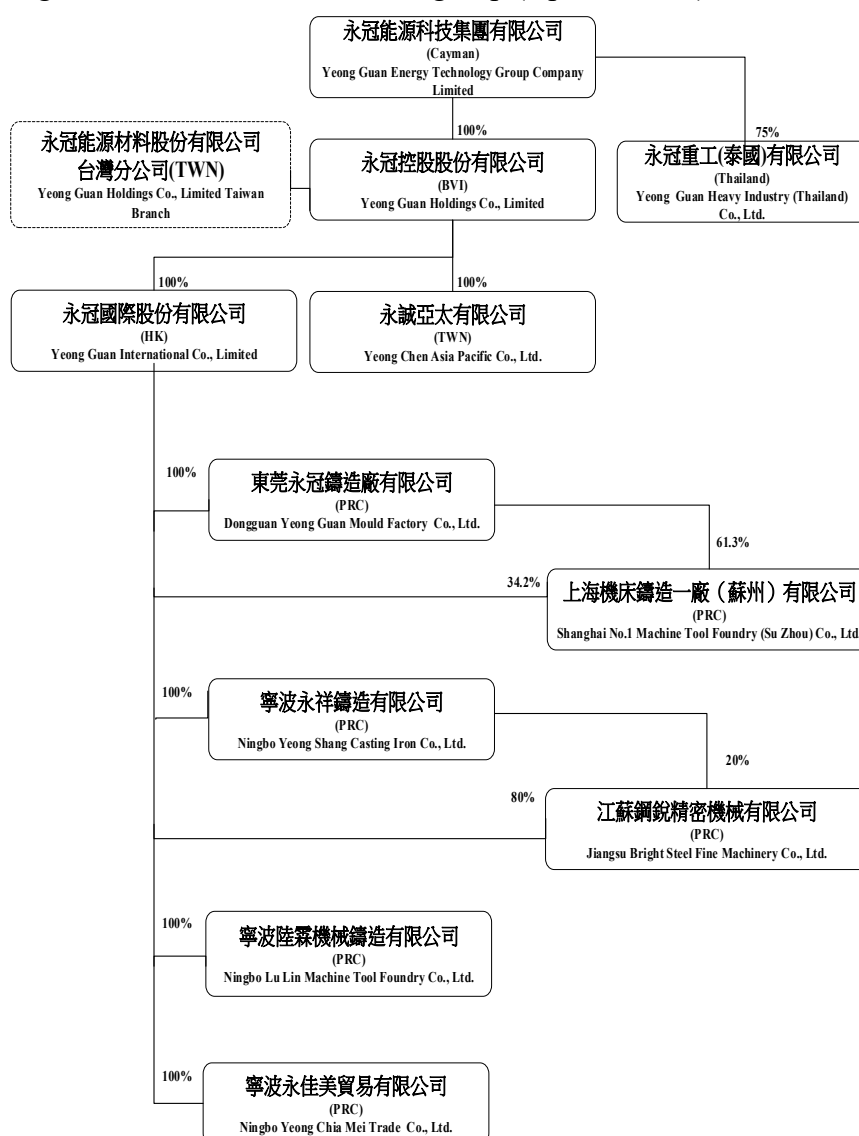 永冠能源科技集團有限公司
(Cayman)
Yeong Guan Energy Technology Group Company
Limited
100%
75%
永冠能源材料股份有限公司
台灣分公司(TWN)
Yeong Guan Holdings Co., Limited Taiwan
Branch
永冠控股股份有限公司
(BVI)
Yeong Guan Holdings Co., Limited
永冠重工(泰國)有限公司
(Thailand)
Yeong Guan Heavy Industry (Thailand)
Co., Ltd.
100%
100%
永冠國際股份有限公司
(HK)
Yeong Guan International Co., Limited
永誠亞太有限公司
(TWN)
Yeong Chen Asia Pacific Co., Ltd.
100%
東莞永冠鑄造廠有限公司
(PRC)
Dongguan Yeong Guan Mould Factory Co., Ltd.
61.3%
34.2%
上海機床鑄造一廠（蘇州）有限公司
(PRC)
Shanghai No.1 Machine Tool Foundry (Su Zhou) Co., Ltd
100%
寧波永祥鑄造有限公司
(PRC)
Ningbo Yeong Shang Casting Iron Co., Ltd.
20%
80%
江蘇鋼銳精密機械有限公司
(PRC)
Jiangsu Bright Steel Fine Machinery Co., Ltd.
100%
寧波陸霖機械鑄造有限公司
(PRC)
Ningbo Lu Lin Machine Tool Foundry Co., Ltd.
100%
寧波永佳美貿易有限公司
(PRC)
Ningbo Yeong Chia Mei Trade Co., Ltd.